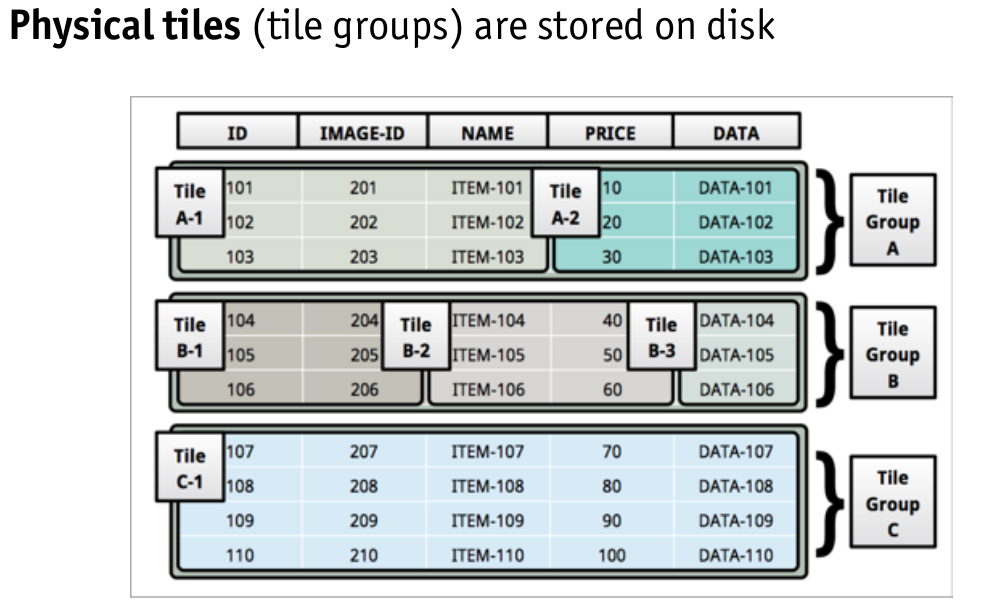 Physical tiles (tile groups) are stored on disk
ID IMAGE-ID NAME PRICE DATA
Tile A-1
101 201 ITEM-101
102 202 ITEM-102
103 203 ITEM-103
Tile A-2
10 DATA-101
20 DATA-102
30 DATA-103
Tile Group A
Tile B-1
104 204
105 205
106 206
Tile B-2
ITEM-104 40
ITEM-105 50
ITEM-106 60
Tile B-3
DATA-104
DATA-105
DATA-106
Tile Group B
Tile C-1
107 207 ITEM-107 70 DATA-107
108 208 ITEM-108 80 DATA-108
109 209 ITEM-109 90 DATA-109
110 210 ITEM-110 100 DATA-110
Tile Group C